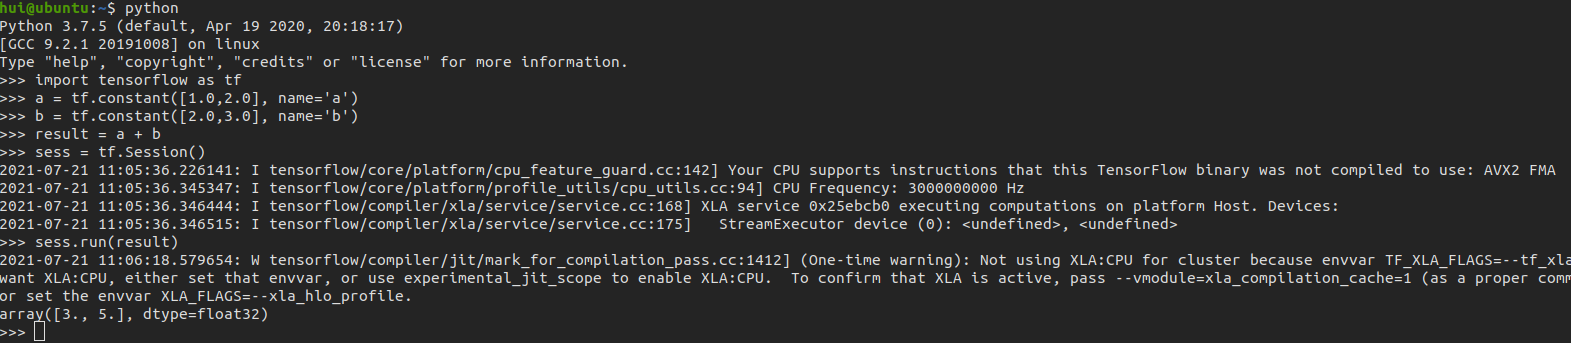 hui@ubuntu:~$ python
Python 3.7.5 (default, Apr 19 2020, 20:18:17)
[GCC 9.2.1 20191008] on linux
Type "help", "copyright", "credits" or "license" for more information.
>>> import tensorflow as tf
>>> a = tf.constant([1.0,2.0], name='a')
>>> b = tf.constant([2.0,3.0], name='b')
>>> result = a + b
>>> sess = tf.Session()
2021-07-21 11:05:36.226141: I tensorflow/core/platform/cpu_feature_guard.cc:142] Your CPU supports instructions that this TensorFlow binary was not compiled to use: AVX2 FMA
2021-07-21 11:05:36.345347: I tensorflow/core/platform/profile_utils/cpu_utils.cc:94] CPU Frequency: 3000000000 Hz
2021-07-21 11:05:36.346444: I tensorflow/compiler/xla/service/service.cc:168] XLA service 0x25ebcb0 executing computations on platform Host. Devices:
2021-07-21 11:05:36.346515: I tensorflow/compiler/xla/service/service.cc:175]   StreamExecutor device (0): <undefined>, <undefined>
>>> sess.run(result)
2021-07-21 11:06:18.579654: W tensorflow/compiler/jit/mark_for_compilation_pass.cc:1412] (One-time warning): Not using XLA:CPU for cluster because envvar TF_XLA_FLAGS=--tf_xla
want XLA:CPU, either set that envvar, or use experimental_jit_scope to enable XLA:CPU.  To confirm that XLA is active, pass --vmodule=xla_compilation_cache=1 (as a proper comm
or set the envvar XLA_FLAGS=--xla_hlo_profile.
array([3., 5.], dtype=float32)
>>>